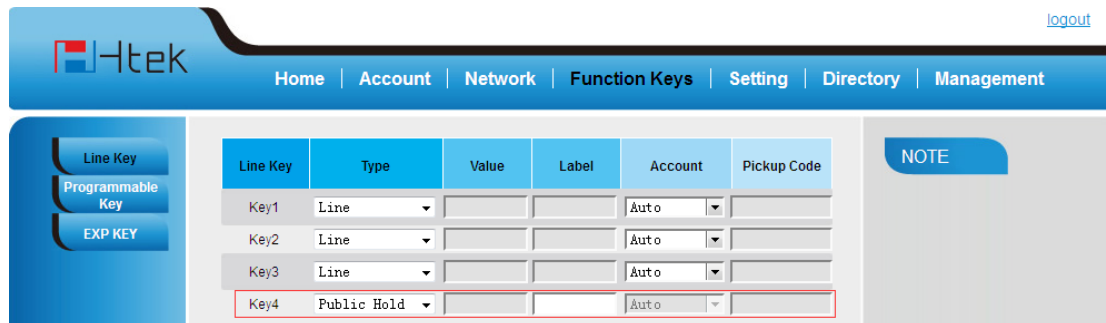 logout
Htek
Home | Account | Network | Function Keys | Setting | Directory | Management
Line Key
Programmable Key
EXP KEY
Line Key Type Value Label Account Pickup Code
Key1 Line Auto
Key2 Line Auto
Key3 Line Auto
Key4 Public Hold Auto
NOTE